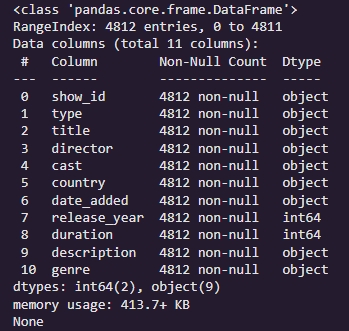 <class 'pandas.core.frame.DataFrame'>
RangeIndex: 4812 entries, 0 to 4811
Data columns (total 11 columns):
 #   Column        Non-Null Count  Dtype
---  ------        --------------  -----
 0   show_id       4812 non-null   object
 1   type          4812 non-null   object
 2   title         4812 non-null   object
 3   director      4812 non-null   object
 4   cast          4812 non-null   object
 5   country       4812 non-null   object
 6   date_added    4812 non-null   object
 7   release_year  4812 non-null   int64
 8   duration      4812 non-null   int64
 9   description   4812 non-null   object
 10  genre         4812 non-null   object
dtypes: int64(2), object(9)
memory usage: 413.7+ KB
None